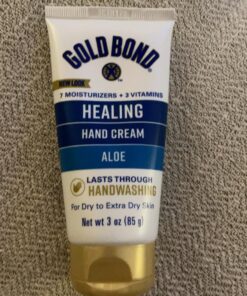 GOLD BOND
NEW LOOK
7 MOISTURIZERS + 3 VITAMINS
HEALING
HAND CREAM
ALOE
LASTS THROUGH
HANDWASHING
For Dry to Extra Dry Skin
Net wt 3 oz (85 g)